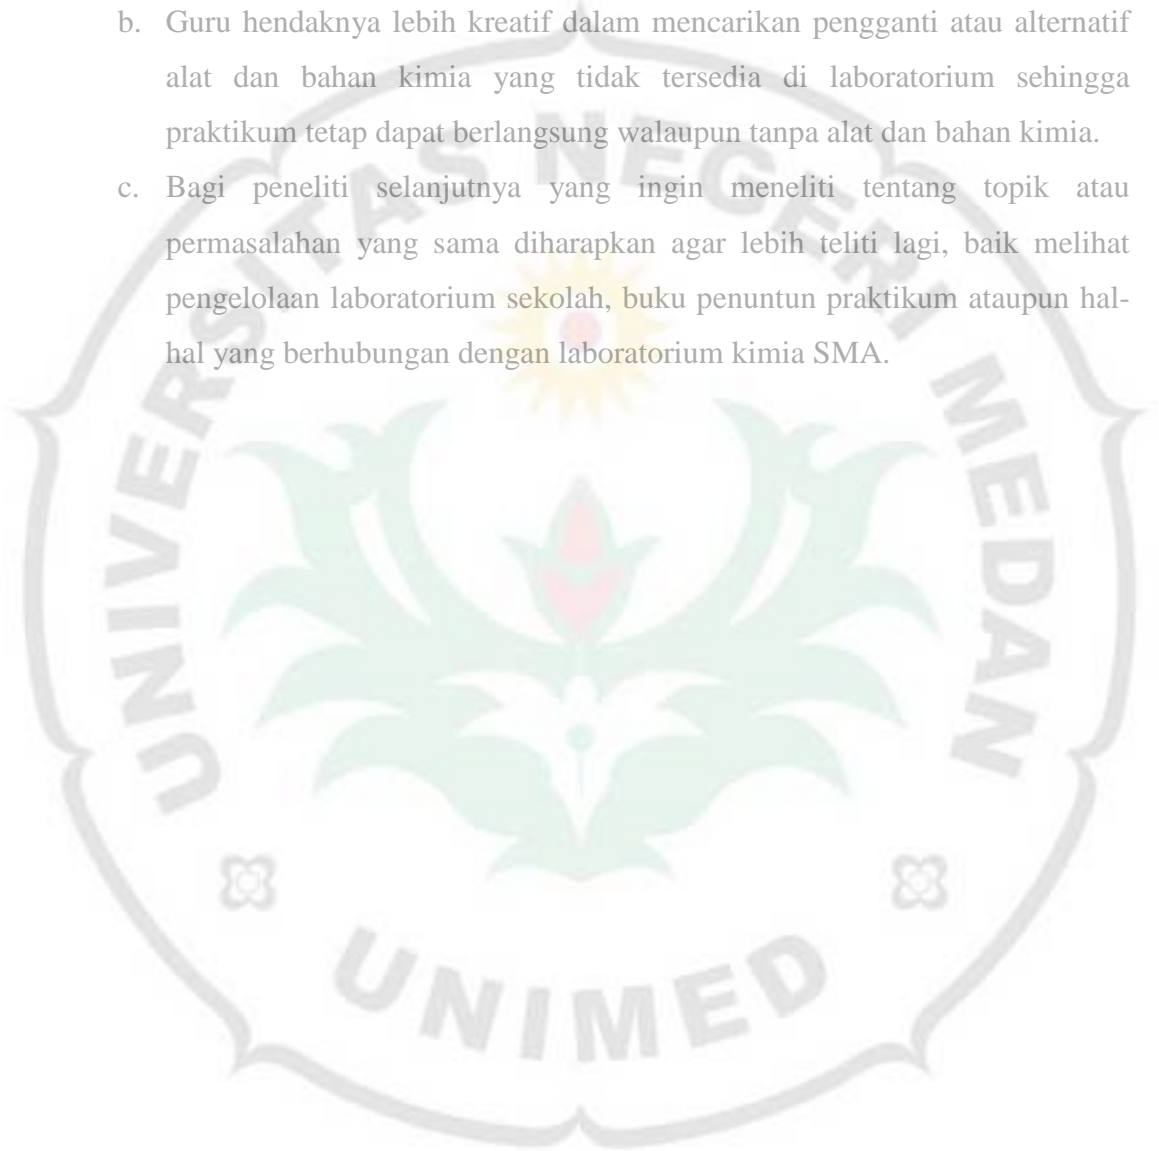 b. Guru hendaknya lebih kreatif dalam mencarikan pengganti atau alternatif
alat dan bahan kimia yang tidak tersedia di laboratorium sehingga
praktikum tetap dapat berlangsung walaupun tanpa alat dan bahan kimia.
c. Bagi peneliti selanjutnya yang ingin meneliti tentang topik atau
permasalahan yang sama diharapkan agar lebih teliti lagi, baik melihat
pengelolaan laboratorium sekolah, buku penuntun praktikum ataupun hal-
hal yang berhubungan dengan laboratorium kimia SMA.
UNIVERSITAS NEGERI MEDAN
UNIMED